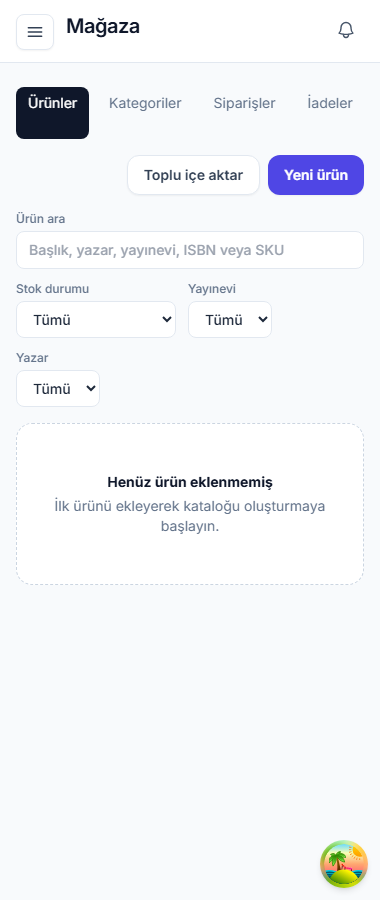 Mağaza
Ürünler Kategoriler Siparişler İadeler
Toplu içe aktar Yeni ürün
Ürün ara
Başlık, yazar, yayınevi, ISBN veya SKU
Stok durumu Yayınevi
Tümü Tümü
Yazar
Tümü
Henüz ürün eklenmemiş
İlk ürünü ekleyerek kataloğu oluşturmaya
başlayın.